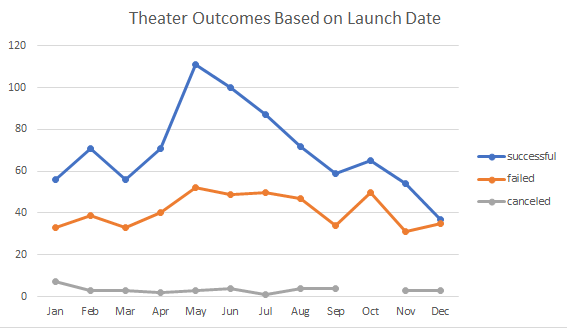 Theater Outcomes Based on Launch Date
120
100
80
60
40
20
0
Jan Feb Mar Apr May Jun Jul Aug Sep Oct Nov Dec
successful
failed
canceled